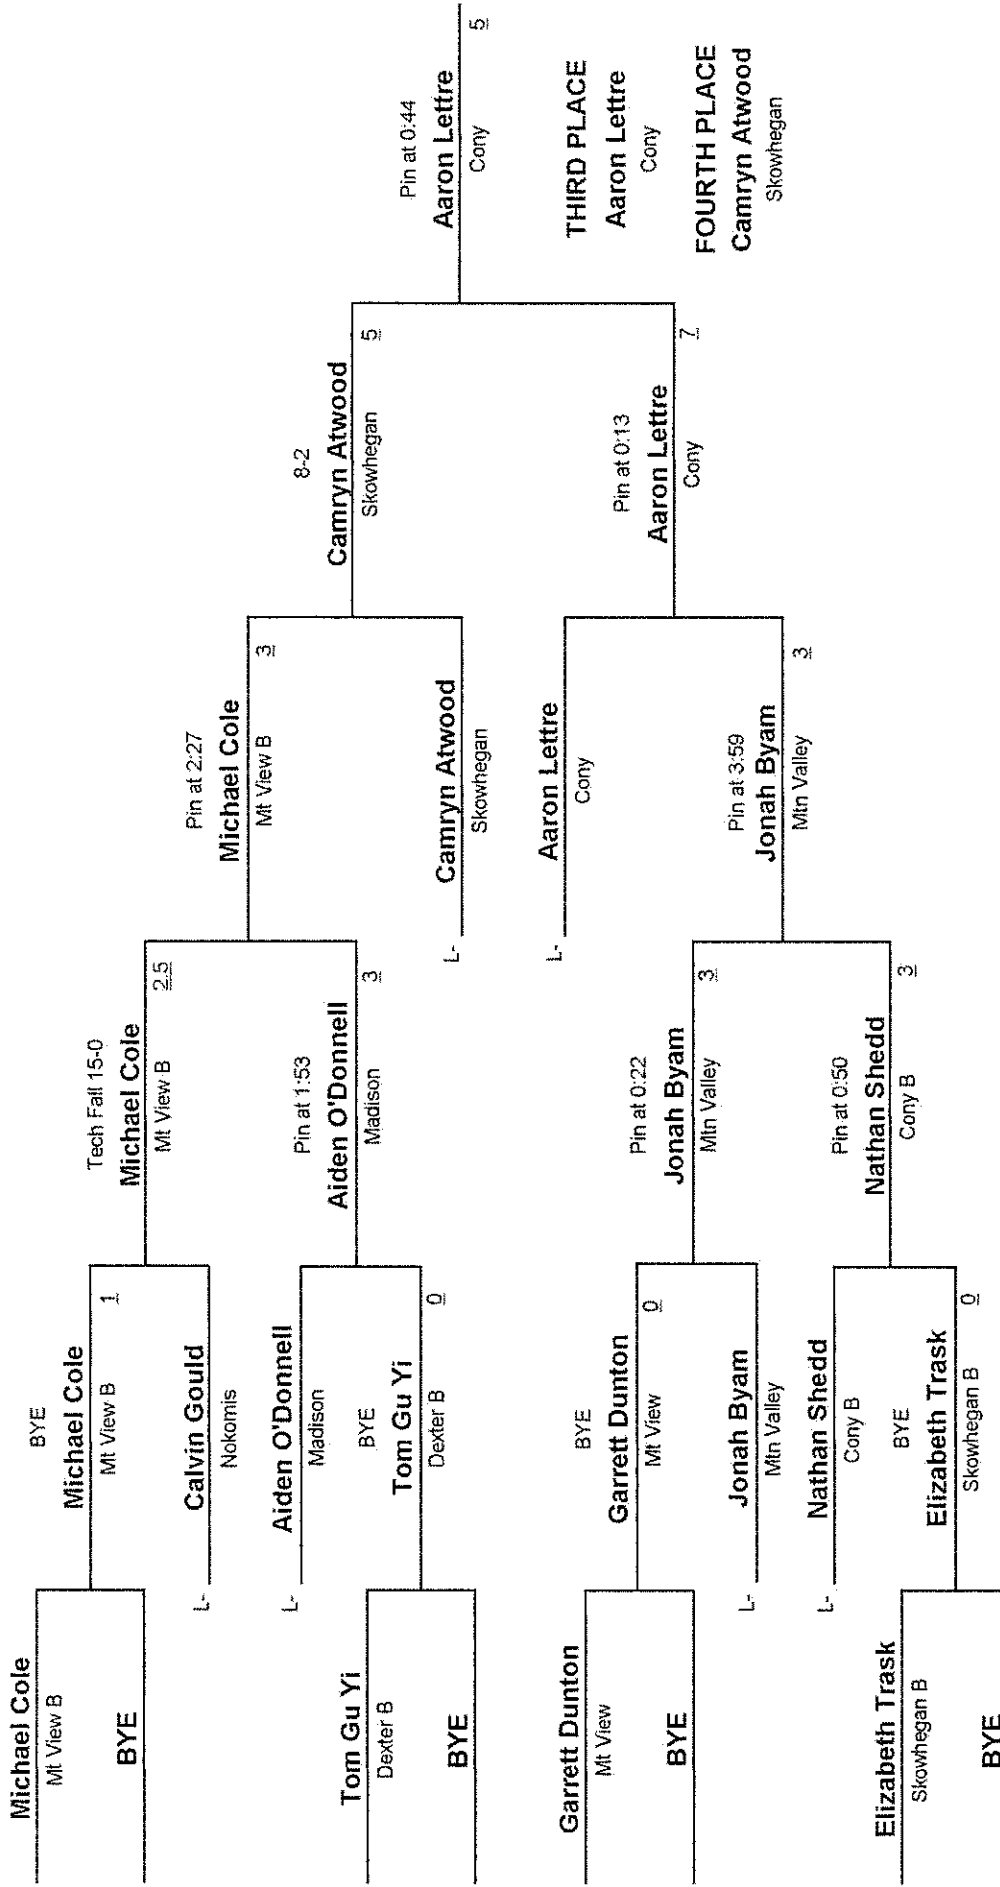 Michael Cole
Mt View B
BYE
Tom Gu Yi
Dexter B
BYE
Garrett Dunton
Mt View
BYE
Elizabeth Trask
Skowhegan B
BYE
BYE
Michael Cole
1
Mt View B
L-
Calvin Gould
Nokomis
L-
Aiden O'Donnell
Madison
BYE
Tom Gu Yi
0
Dexter B
BYE
Garrett Dunton
0
Mt View
L-
Jonah Byam
Mtn Valley
L-
Nathan Shedd
Cony B
BYE
Elizabeth Trask
0
Skowhegan B
Tech Fall 15-0
Michael Cole
2.5
Mt View B
Pin at 1:53
Aiden O'Donnell
3
Madison
Pin at 0:22
Jonah Byam
3
Mtn Valley
Pin at 0:50
Nathan Shedd
3
Cony B
Pin at 2:27
Michael Cole
3
Mt View B
L-
Camryn Atwood
Skowhegan
L-
Aaron Lettre
Cony
Pin at 3:59
Jonah Byam
3
Mtn Valley
8-2
Camryn Atwood
5
Skowhegan
Pin at 0:13
Aaron Lettre
7
Cony
Pin at 0:44
Aaron Lettre
5
Cony
THIRD PLACE
Aaron Lettre
Cony
FOURTH PLACE
Camryn Atwood
Skowhegan